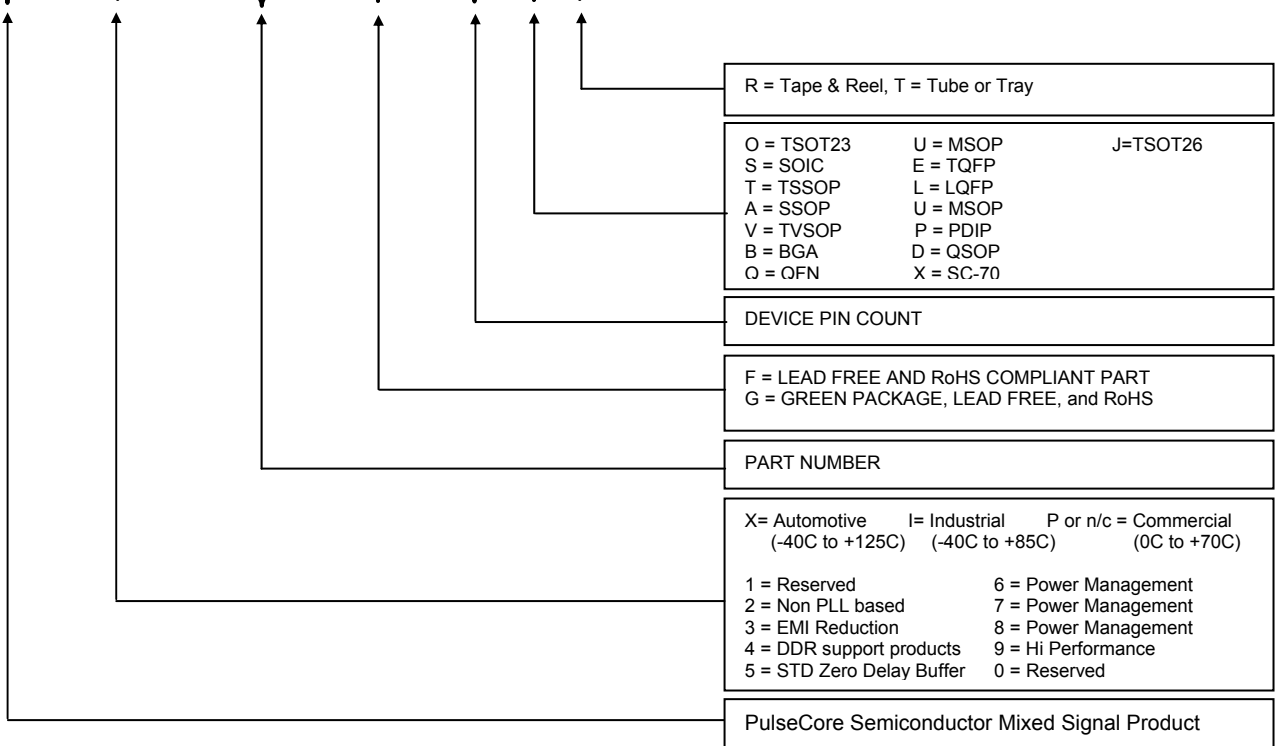 R = Tape & Reel, T = Tube or Tray
O = TSOT23 U = MSOP J=TSOT26
S = SOIC E = TQFP
T = TSSOP L = LQFP
A = SSOP U = MSOP
V = TVSOP P = PDIP
B = BGA D = QSOP
Q = QFN X = SC-70
DEVICE PIN COUNT
F = LEAD FREE AND RoHS COMPLIANT PART
G = GREEN PACKAGE, LEAD FREE, and RoHS
PART NUMBER
X= Automotive I= Industrial P or n/c = Commercial
(-40C to +125C) (-40C to +85C) (0C to +70C)
1 = Reserved 6 = Power Management
2 = Non PLL based 7 = Power Management
3 = EMI Reduction 8 = Power Management
4 = DDR support products 9 = Hi Performance
5 = STD Zero Delay Buffer 0 = Reserved
PulseCore Semiconductor Mixed Signal Product